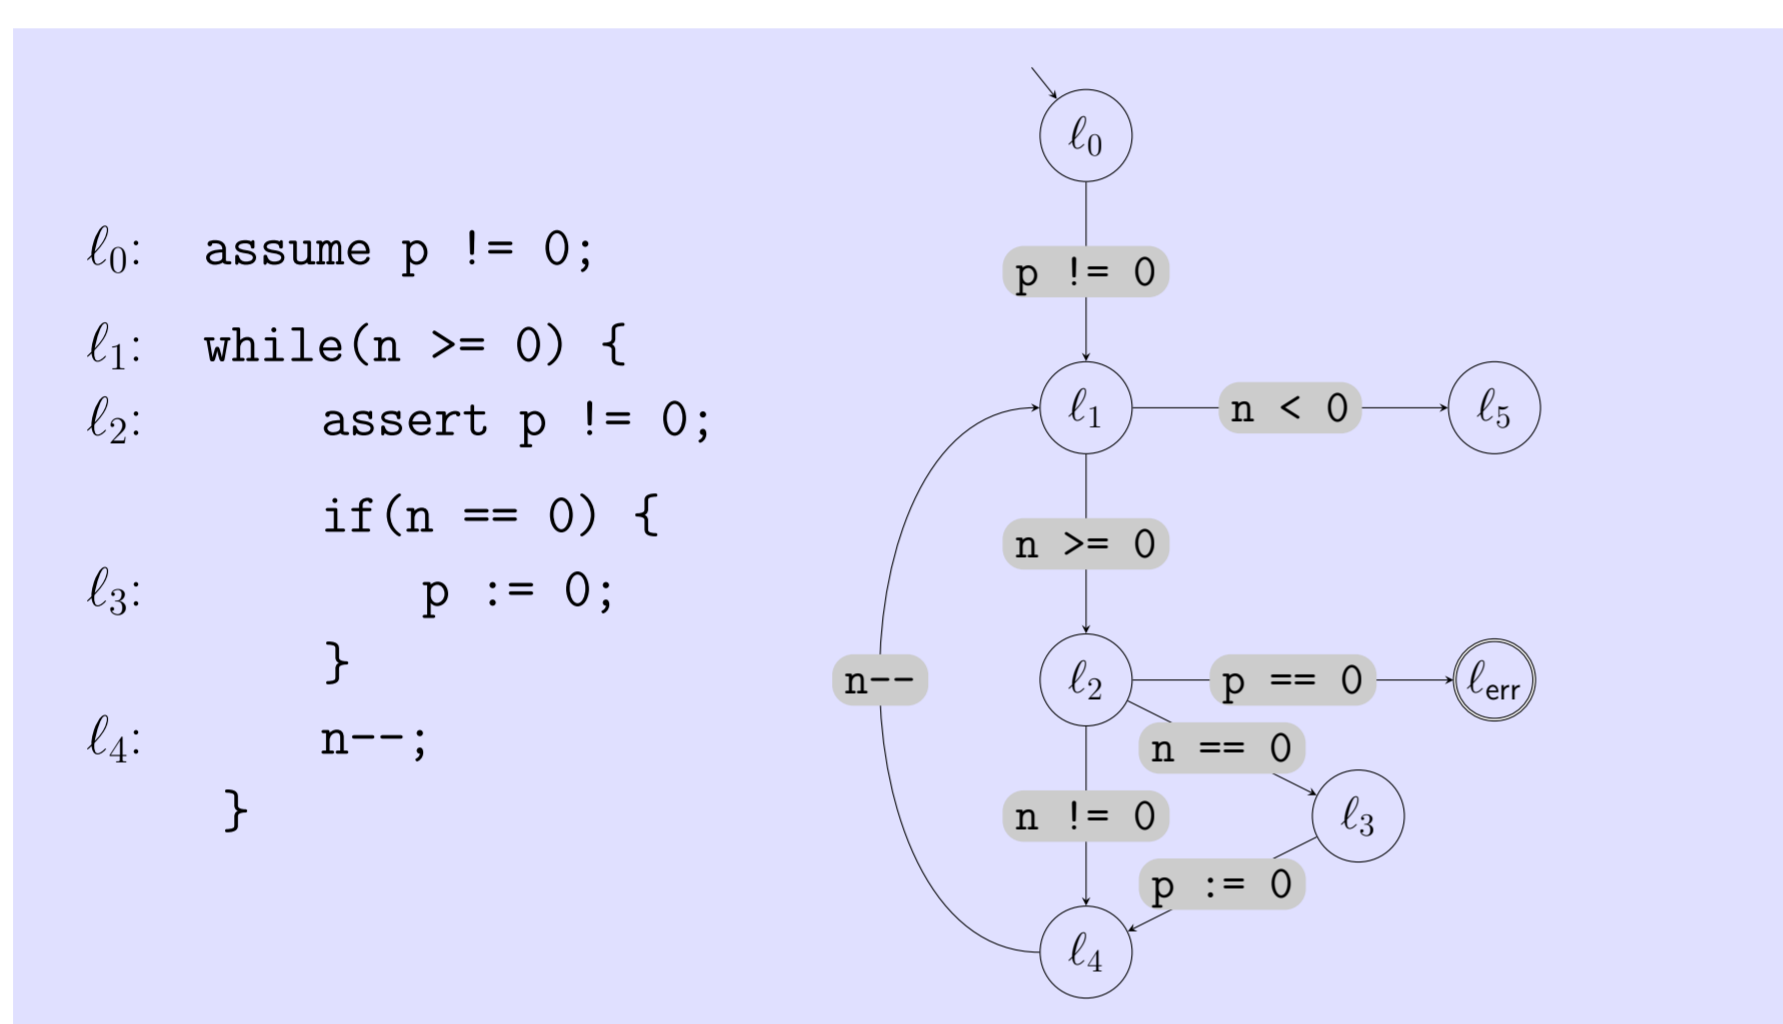 ℓ0: assume p != 0;
ℓ1: while(n >= 0) {
ℓ2: assert p != 0;
if(n == 0) {
ℓ3: p := 0;
}
ℓ4: n--;
}
ℓ0
p != 0
ℓ1
n < 0
ℓ5
n >= 0
n--
ℓ2
p == 0
ℓerr
n == 0
n != 0
ℓ3
p := 0
ℓ4